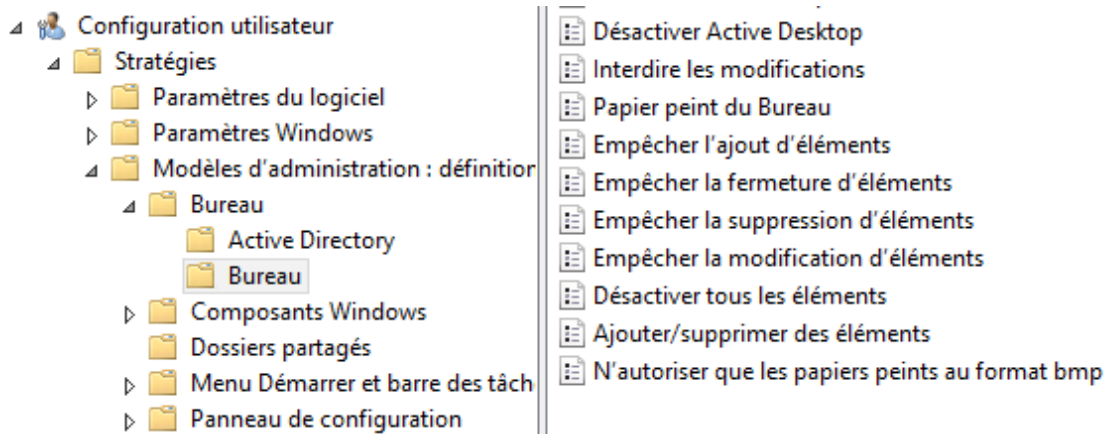 Configuration utilisateur
Stratégies
Paramètres du logiciel
Paramètres Windows
Modèles d'administration : définition
Bureau
Active Directory
Bureau
Composants Windows
Dossiers partagés
Menu Démarrer et barre des tâch
Panneau de configuration
Désactiver Active Desktop
Interdire les modifications
Papier peint du Bureau
Empêcher l'ajout d'éléments
Empêcher la fermeture d'éléments
Empêcher la suppression d'éléments
Empêcher la modification d'éléments
Désactiver tous les éléments
Ajouter/supprimer des éléments
N'autoriser que les papiers peints au format bmp